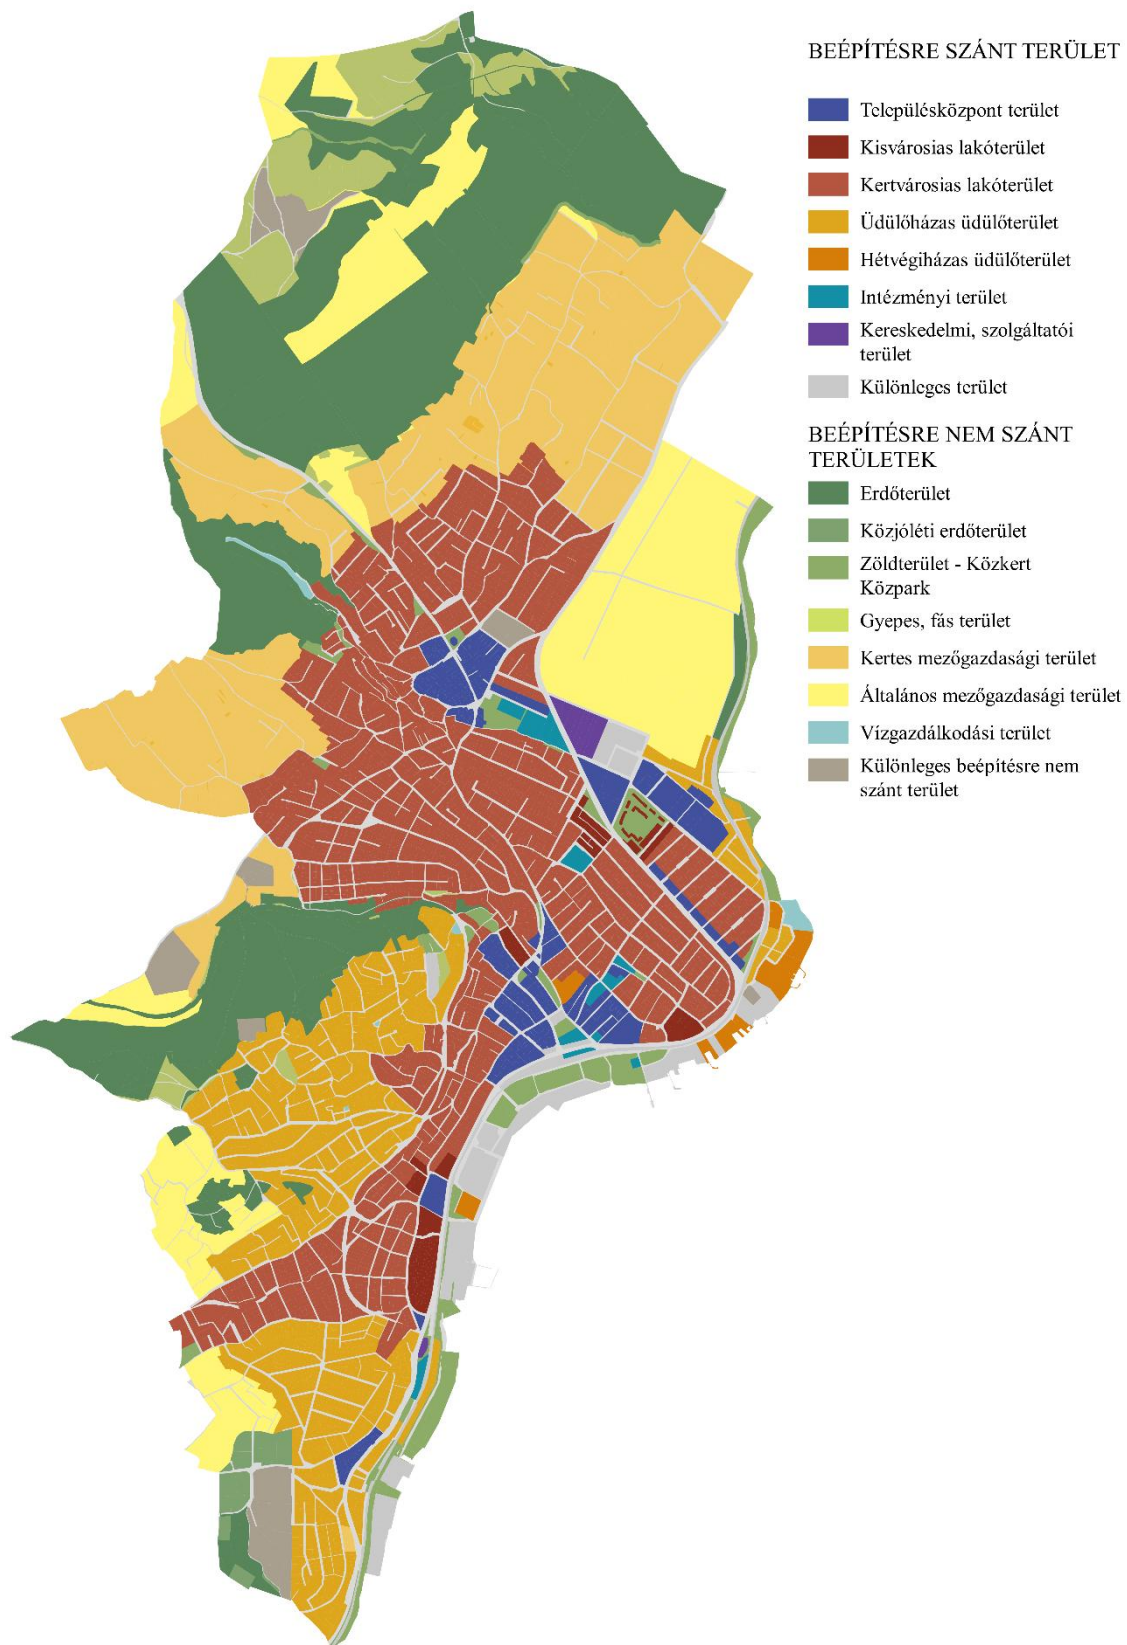 BEÉPÍTÉSRE SZÁNT TERÜLET
Településközpont terület
Kisvárosias lakóterület
Kertvárosias lakóterület
Üdülőházas üdülőterület
Hétvégiházas üdülőterület
Intézményi terület
Kereskedelmi, szolgáltatói
terület
Különleges terület
BEÉPÍTÉSRE NEM SZÁNT
TERÜLETEK
Erdőterület
Közjóléti erdőterület
Zöldterület - Közkert
Közpark
Gyepes, fás terület
Kertes mezőgazdasági terület
Általános mezőgazdasági terület
Vízgazdálkodási terület
Különleges beépítésre nem
szánt terület